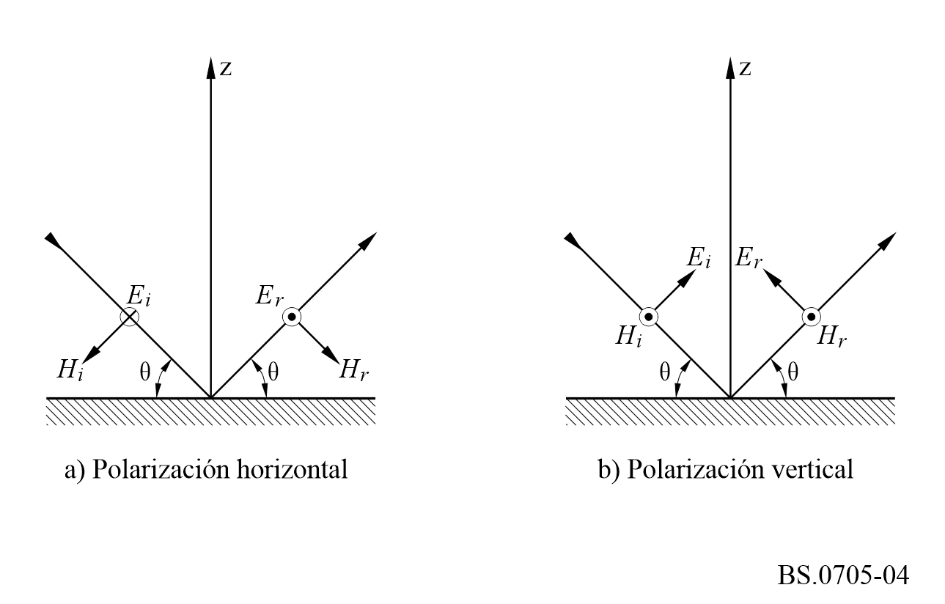 z
z
E_i
E_r
H_i
θ
θ
H_r
E_i
E_r
H_i
H_r
θ
θ
a) Polarización horizontal
b) Polarización vertical
BS.0705-04